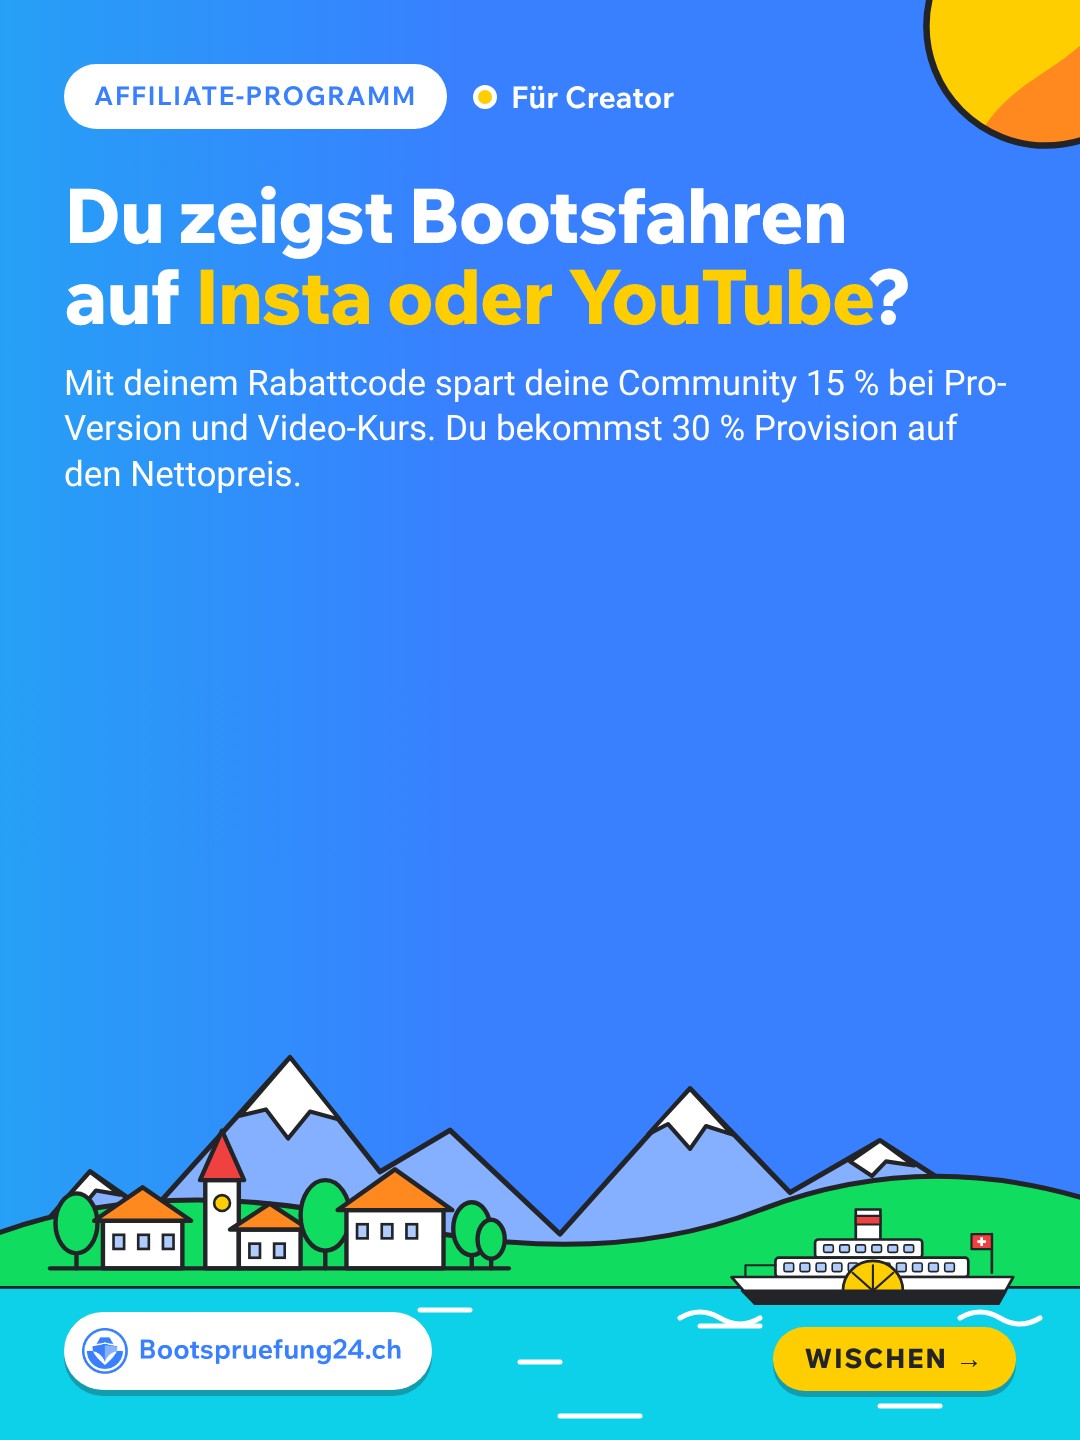 AFFILIATE-PROGRAMM
Für Creator
Du zeigst Bootsfahren
auf Insta oder YouTube?
Mit deinem Rabattcode spart deine Community 15 % bei Pro-
Version und Video-Kurs. Du bekommst 30 % Provision auf
den Nettopreis.
Bootspruefung24.ch
WISCHEN →